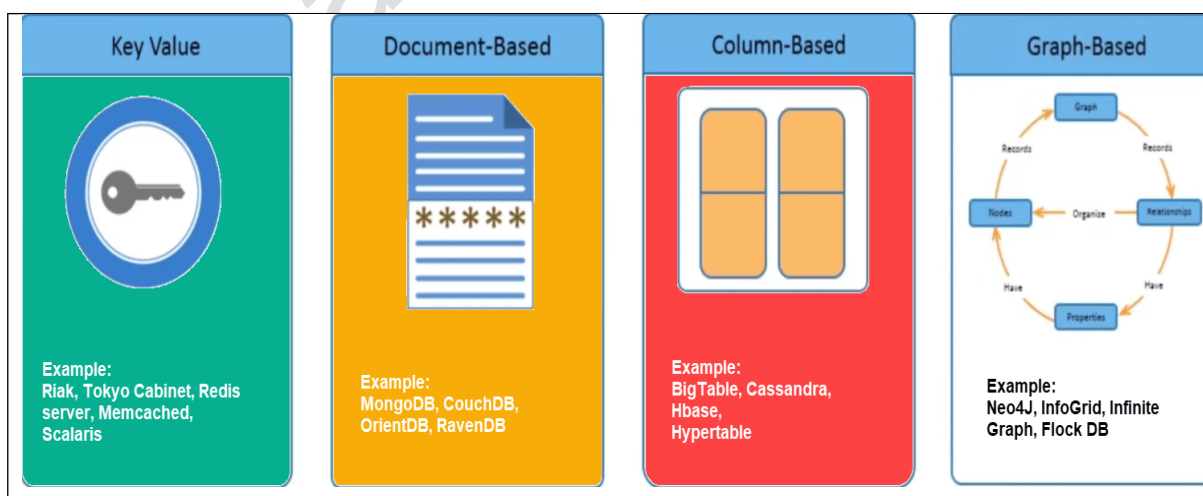 Key Value
Example:
Riak, Tokyo Cabinet, Redis
server, Memcached,
Scalaris
Document-Based
*****
Example:
MongoDB, CouchDB,
OrientDB, RavenDB
Column-Based
Example:
BigTable, Cassandra,
Hbase,
Hypertable
Graph-Based
Graph
Records
Records
Nodes
Organize
Relationships
Have
Have
Properties
Example:
Neo4J, InfoGrid, Infinite
Graph, Flock DB